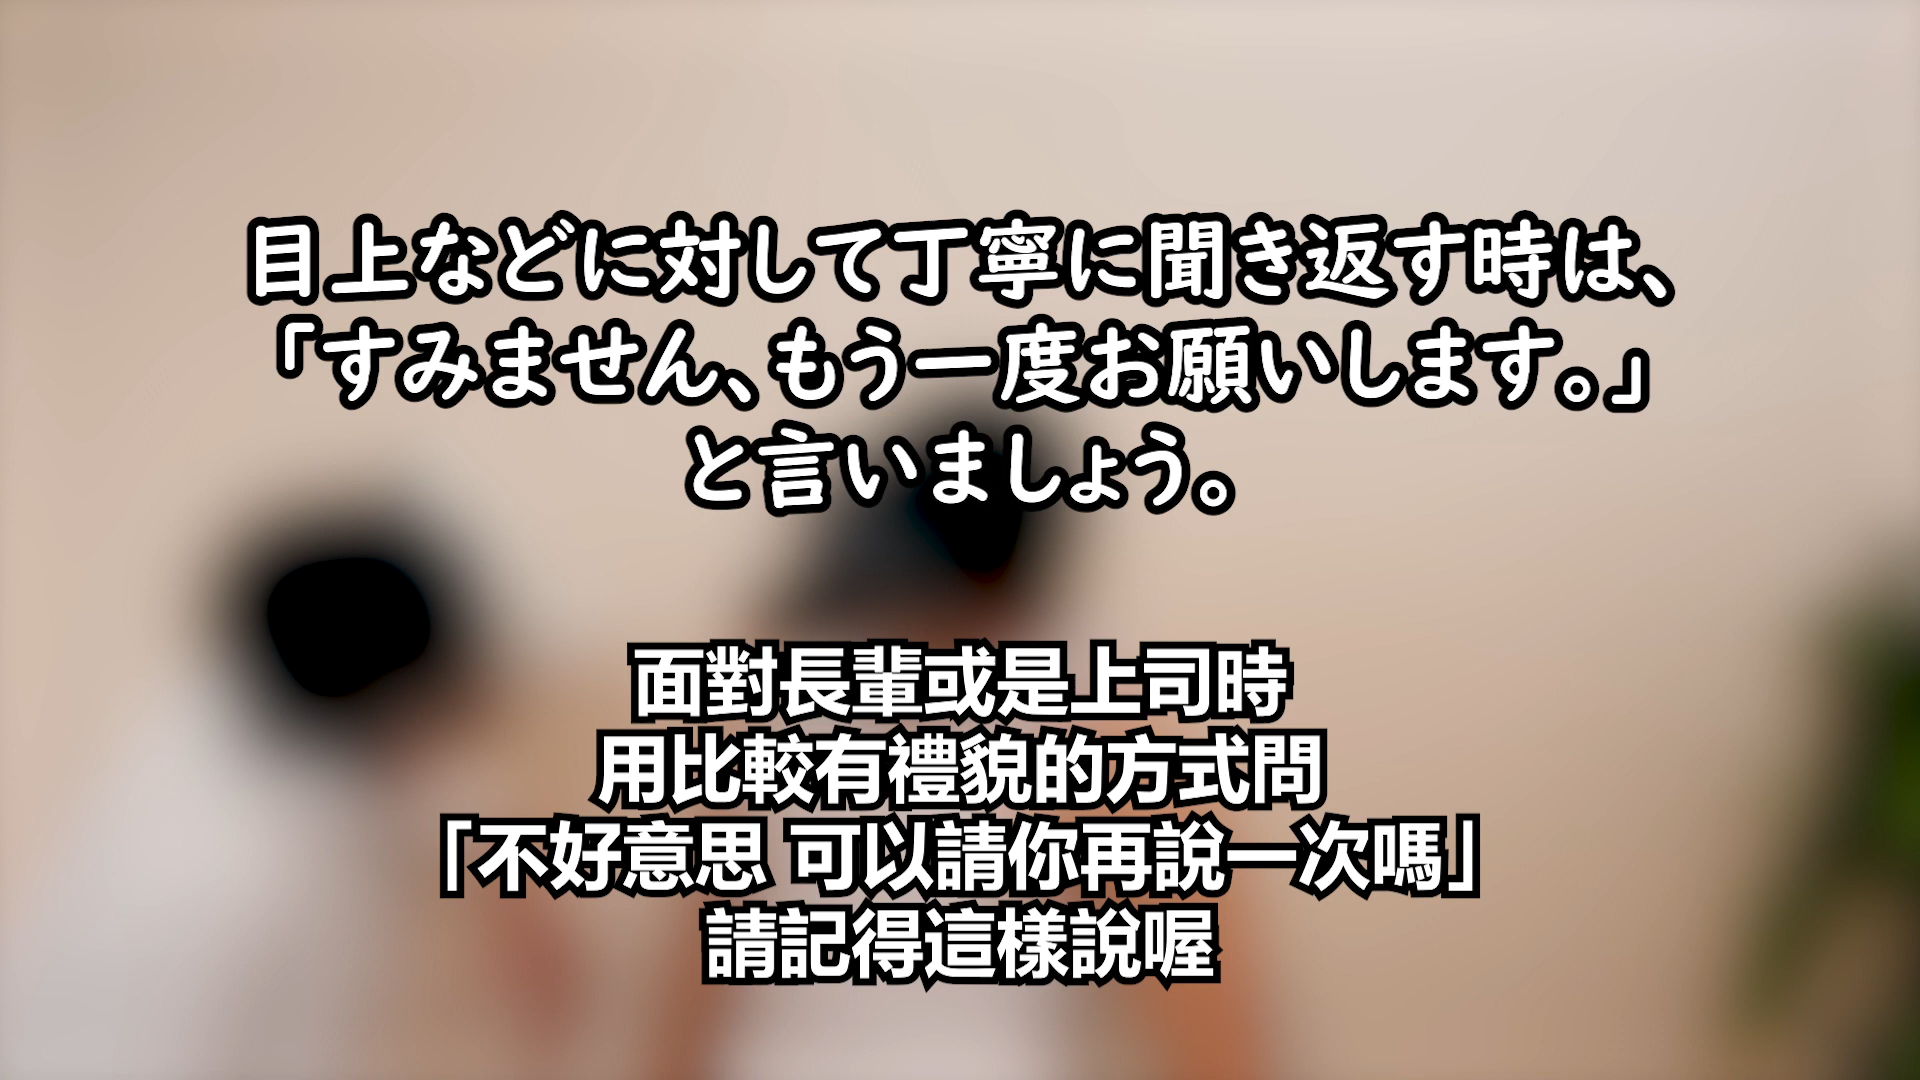 目上などに対して丁寧に聞き返す時は、
「すみません、もう一度お願いします。」
と言いましょう。
面對長輩或是上司時
用比較有禮貌的方式問
「不好意思 可以請你再說一次嗎」
請記得這樣說喔